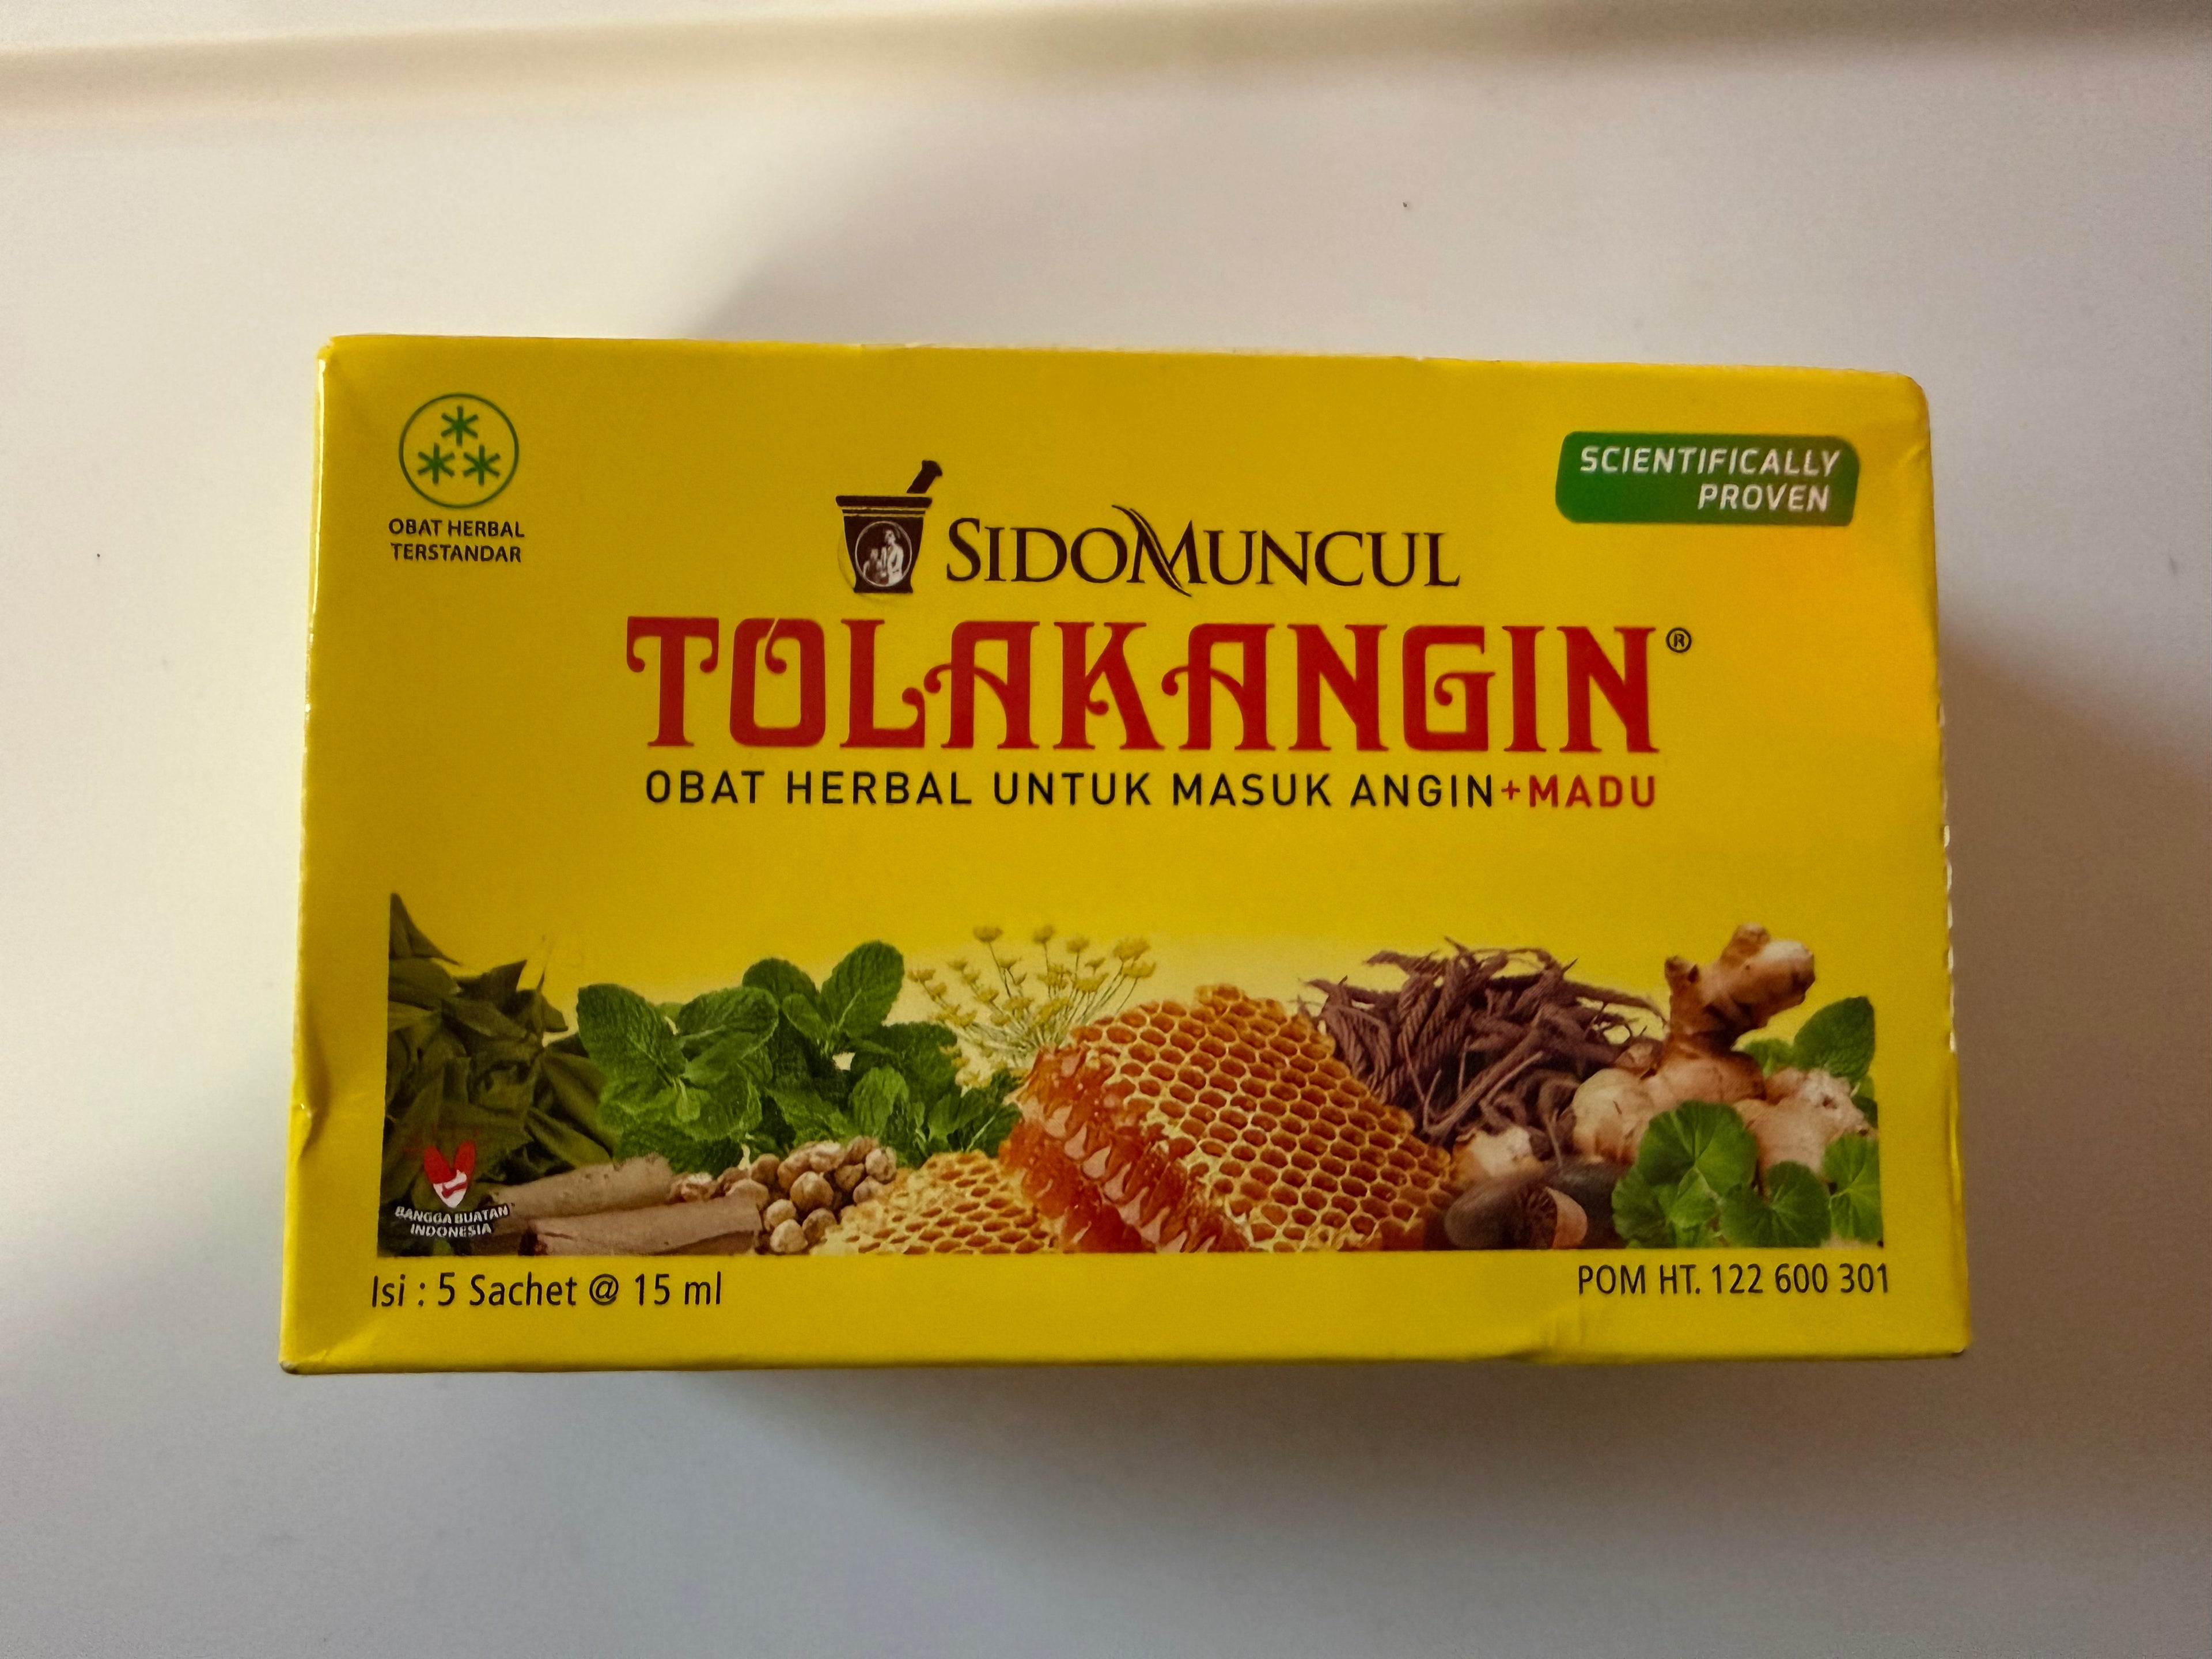 OBAT HERBAL
TERSTANDAR
SCIENTIFICALLY
PROVEN
SIDOMUNCUL
TOLAKANGIN®
OBAT HERBAL UNTUK MASUK ANGIN+MADU
BANGGA BUATAN
INDONESIA
Isi : 5 Sachet @ 15 ml
POM HT. 122 600 301